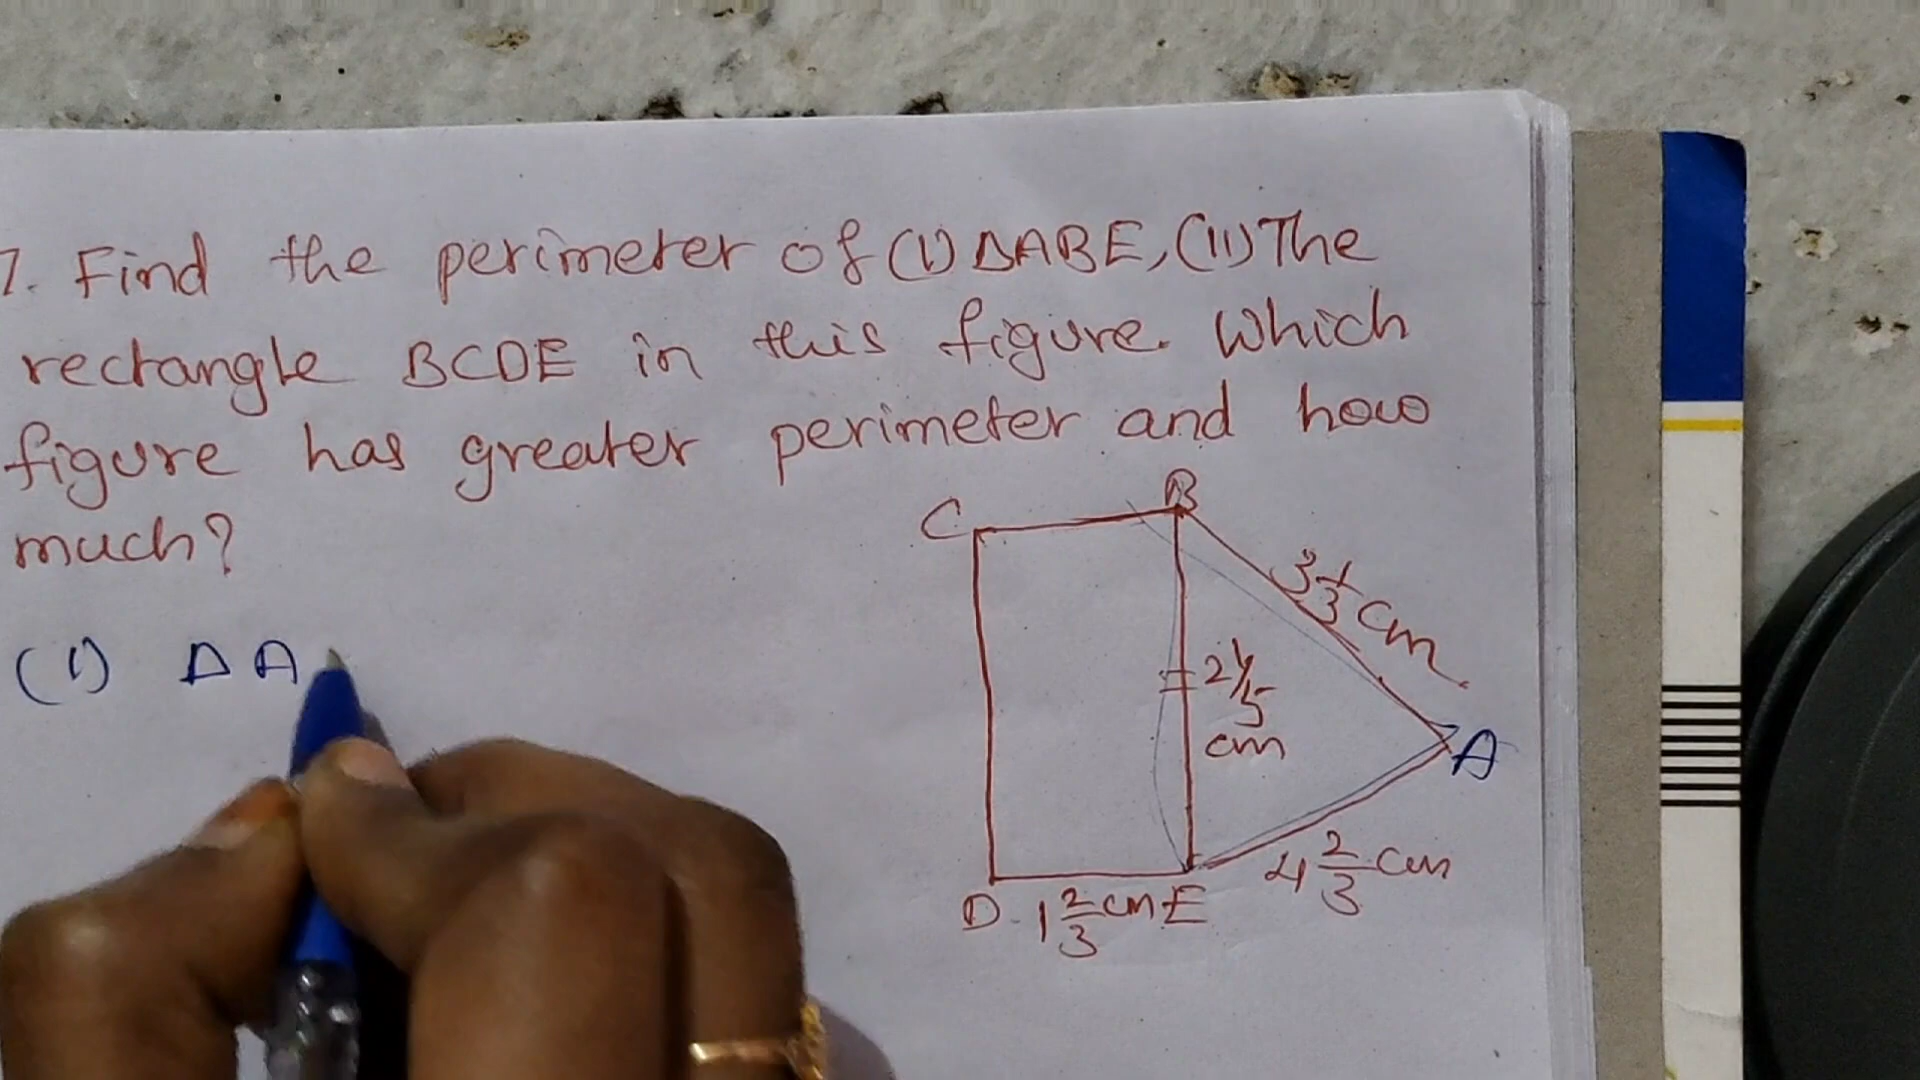 7. Find the perimeter of (I) ΔABE, (II) The
rectangle BCDE in this figure. Which
figure has greater perimeter and how
much?
C B
3 1/3 cm
(1) Δ A
2 1/5
cm
A
4 2/3 cm
D 1 2/3 cm E